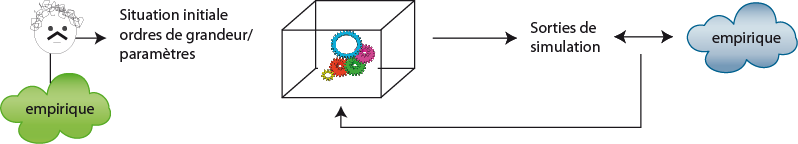 Situation initiale
ordres de grandeur/
paramètres
empirique
Sorties de
simulation
empirique